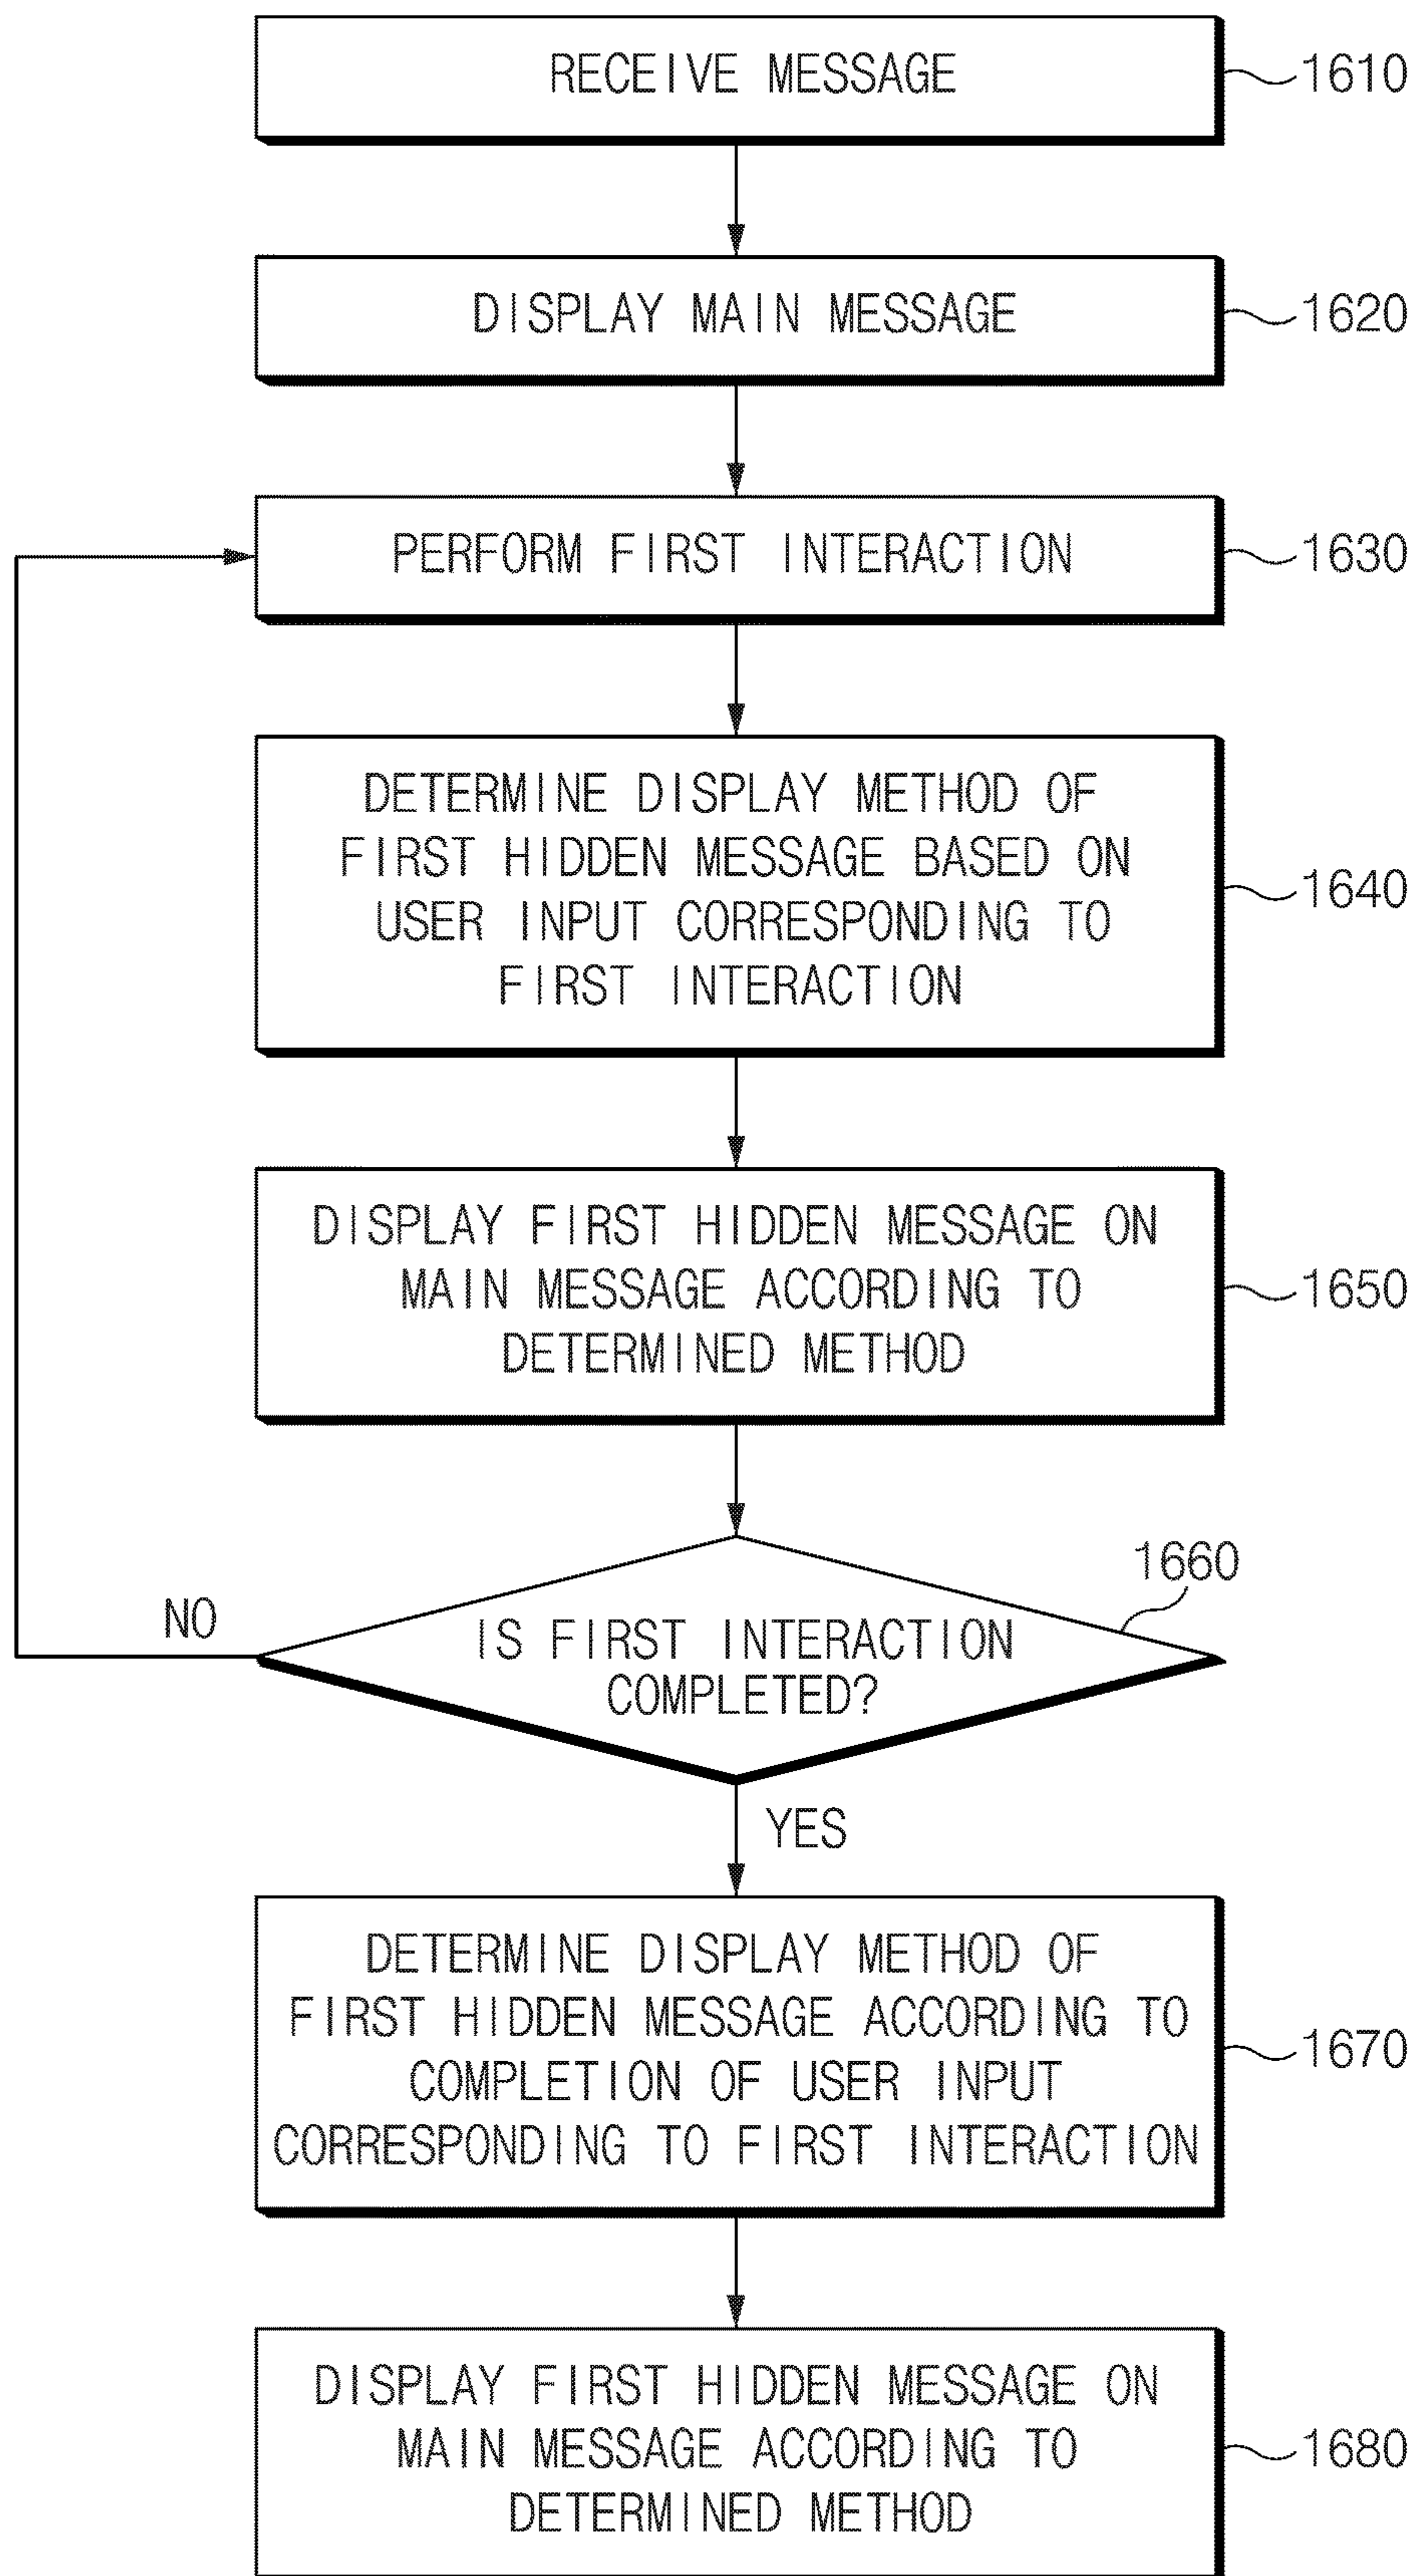 RECEIVE MESSAGE
1610
DISPLAY MAIN MESSAGE
1620
PERFORM FIRST INTERACTION
1630
DETERMINE DISPLAY METHOD OF
FIRST HIDDEN MESSAGE BASED ON
USER INPUT CORRESPONDING TO
FIRST INTERACTION
1640
DISPLAY FIRST HIDDEN MESSAGE ON
MAIN MESSAGE ACCORDING TO
DETERMINED METHOD
1650
1660
NO
IS FIRST INTERACTION
COMPLETED?
YES
DETERMINE DISPLAY METHOD OF
FIRST HIDDEN MESSAGE ACCORDING TO
COMPLETION OF USER INPUT
CORRESPONDING TO FIRST INTERACTION
1670
DISPLAY FIRST HIDDEN MESSAGE ON
MAIN MESSAGE ACCORDING TO
DETERMINED METHOD
1680